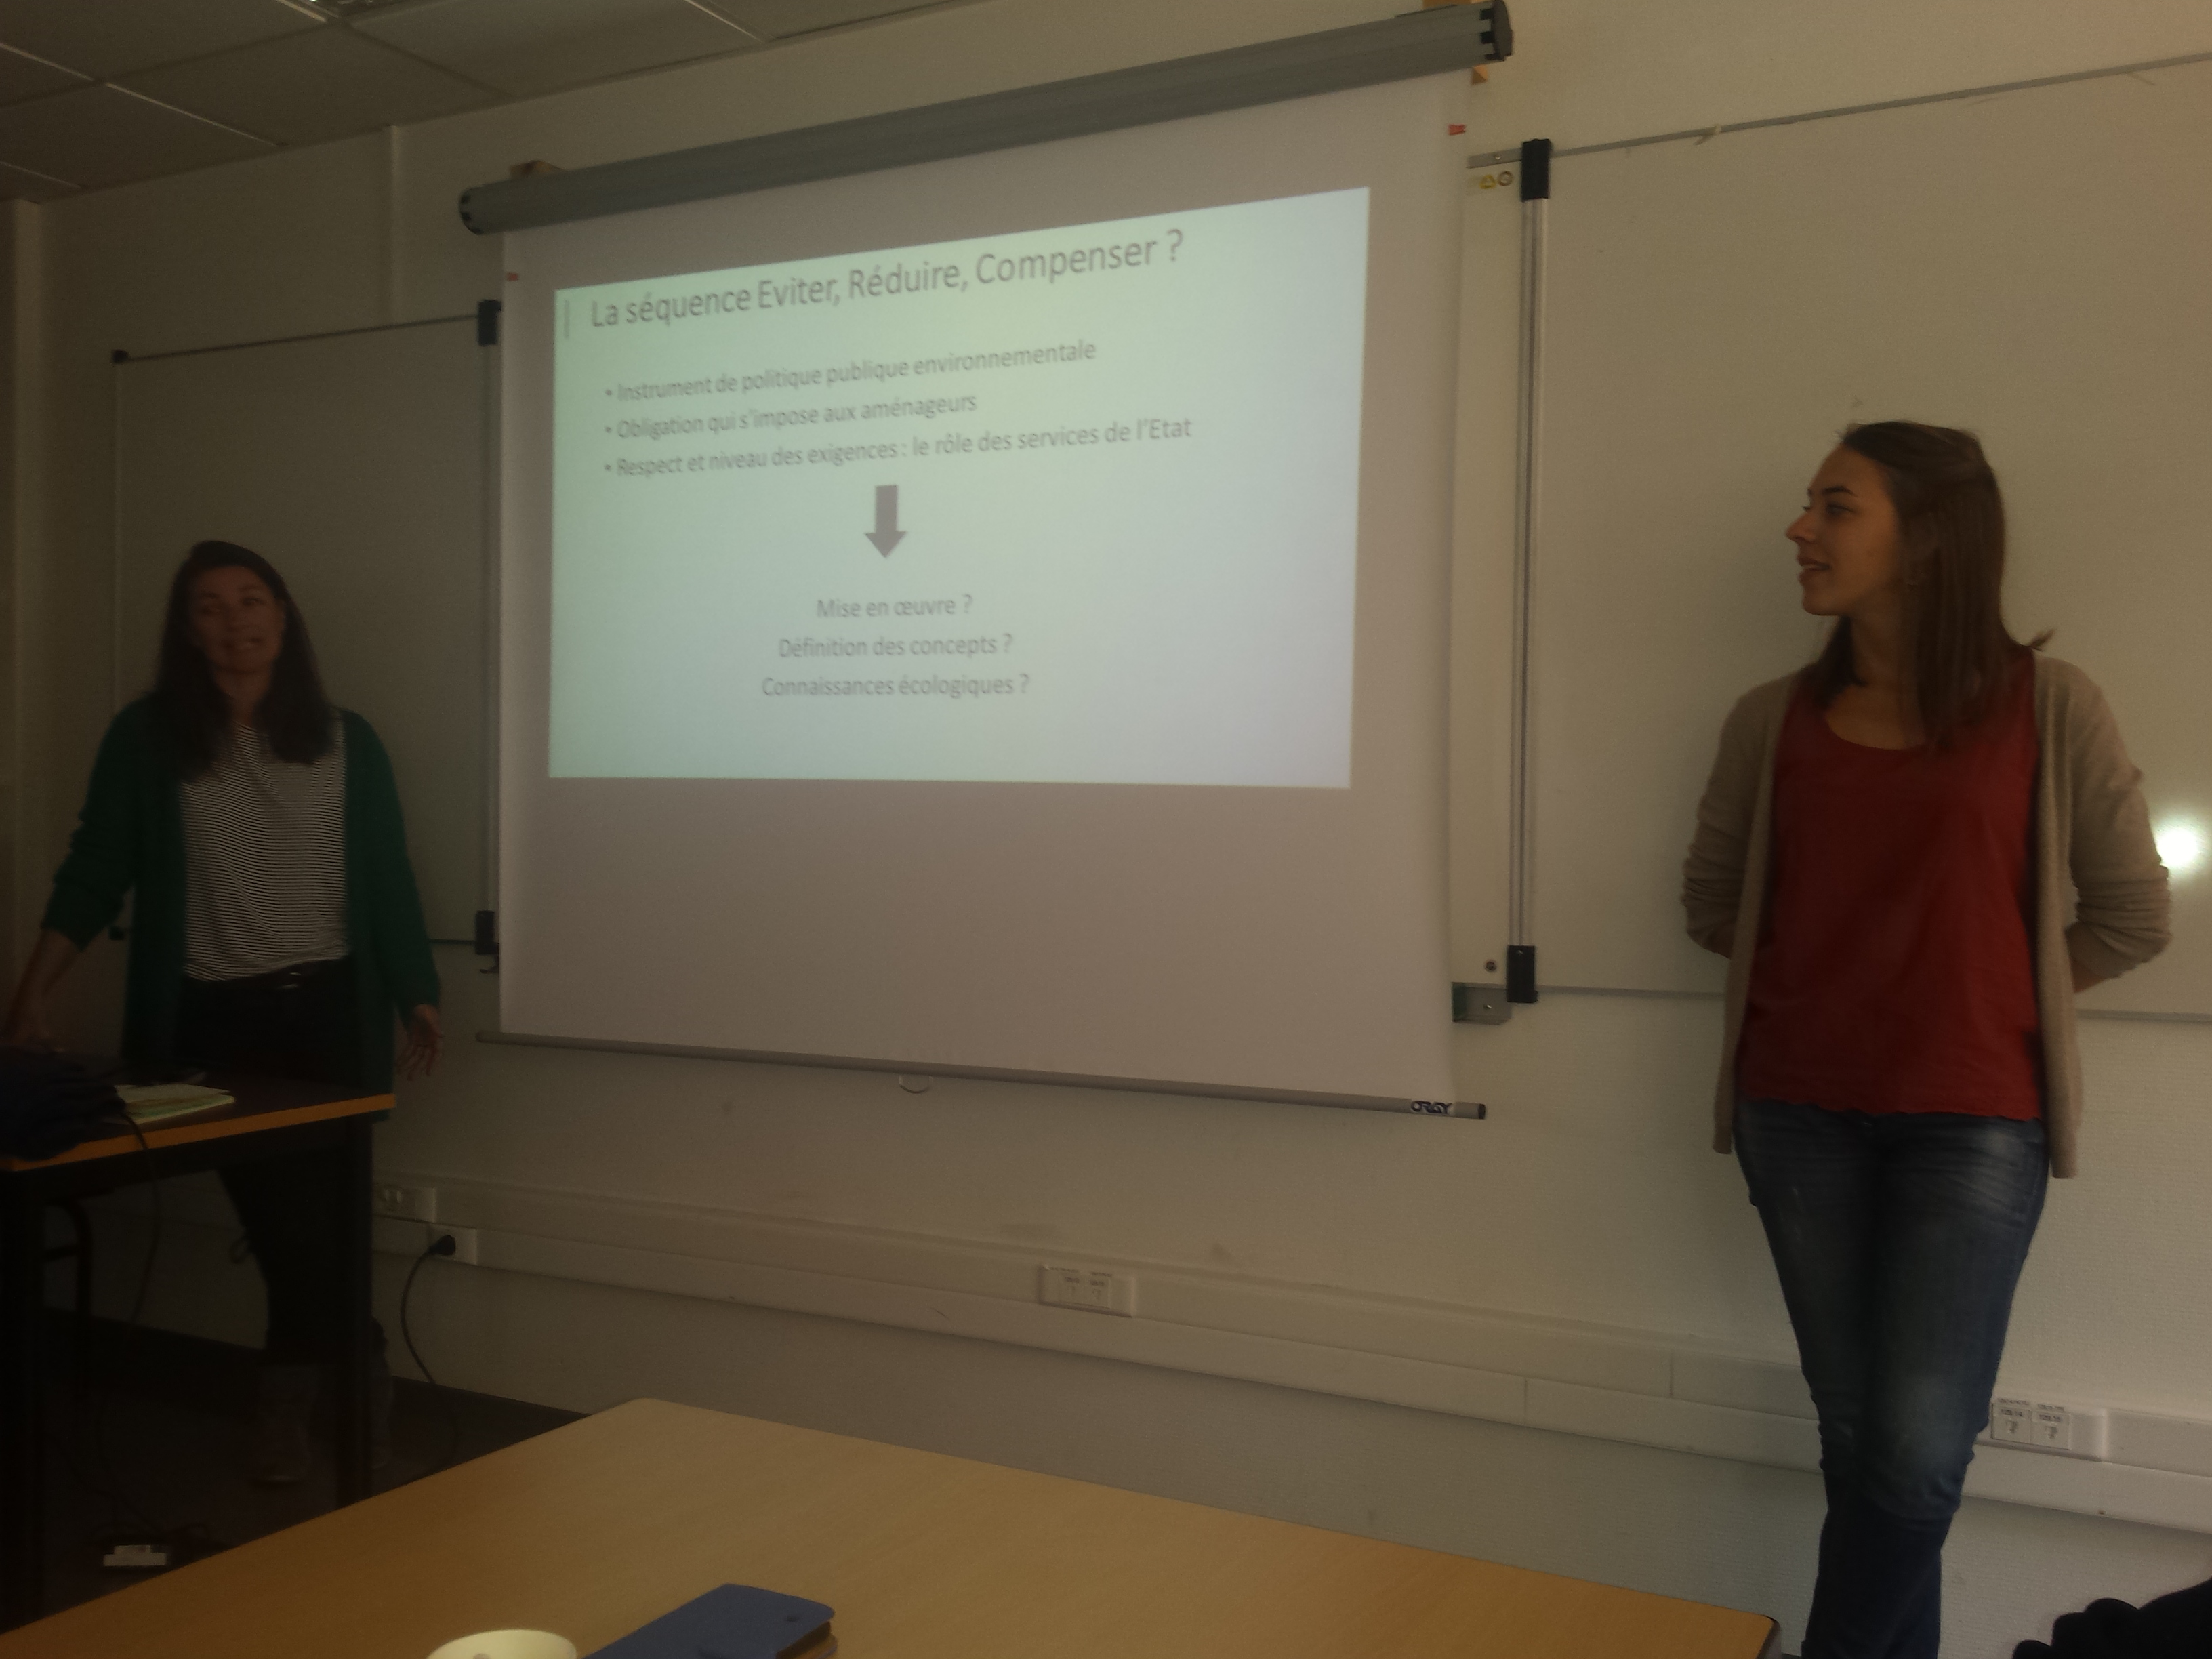 La séquence Eviter, Réduire, Compenser ?
• Instrument de politique publique environnementale
• Obligation qui s'impose aux aménageurs
• Respect et niveau des exigences : le rôle des services de l'Etat
Mise en œuvre ?
Définition des concepts ?
Connaissances écologiques ?
ORAY